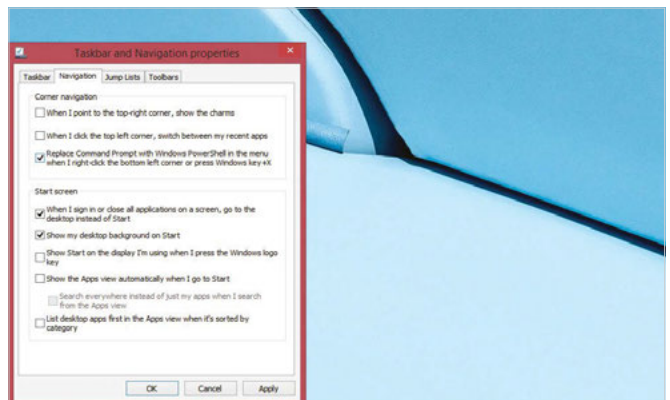 Taskbar and Navigation properties
Taskbar Navigation Jump Lists Toolbars
Corner navigation
When I point to the top-right corner, show the charms
When I click the top left corner, switch between my recent apps
Replace Command Prompt with Windows PowerShell in the menu
when I right-click the bottom left corner or press Windows key+X
Start screen
When I sign in or close all applications on a screen, go to the
desktop instead of Start
Show my desktop background on Start
Show Start on the display I'm using when I press the Windows logo
key
Show the Apps view automatically when I go to Start
Search everywhere instead of just my apps when I search
from the Apps view
List desktop apps first in the Apps view when it's sorted by
category
OK Cancel Apply